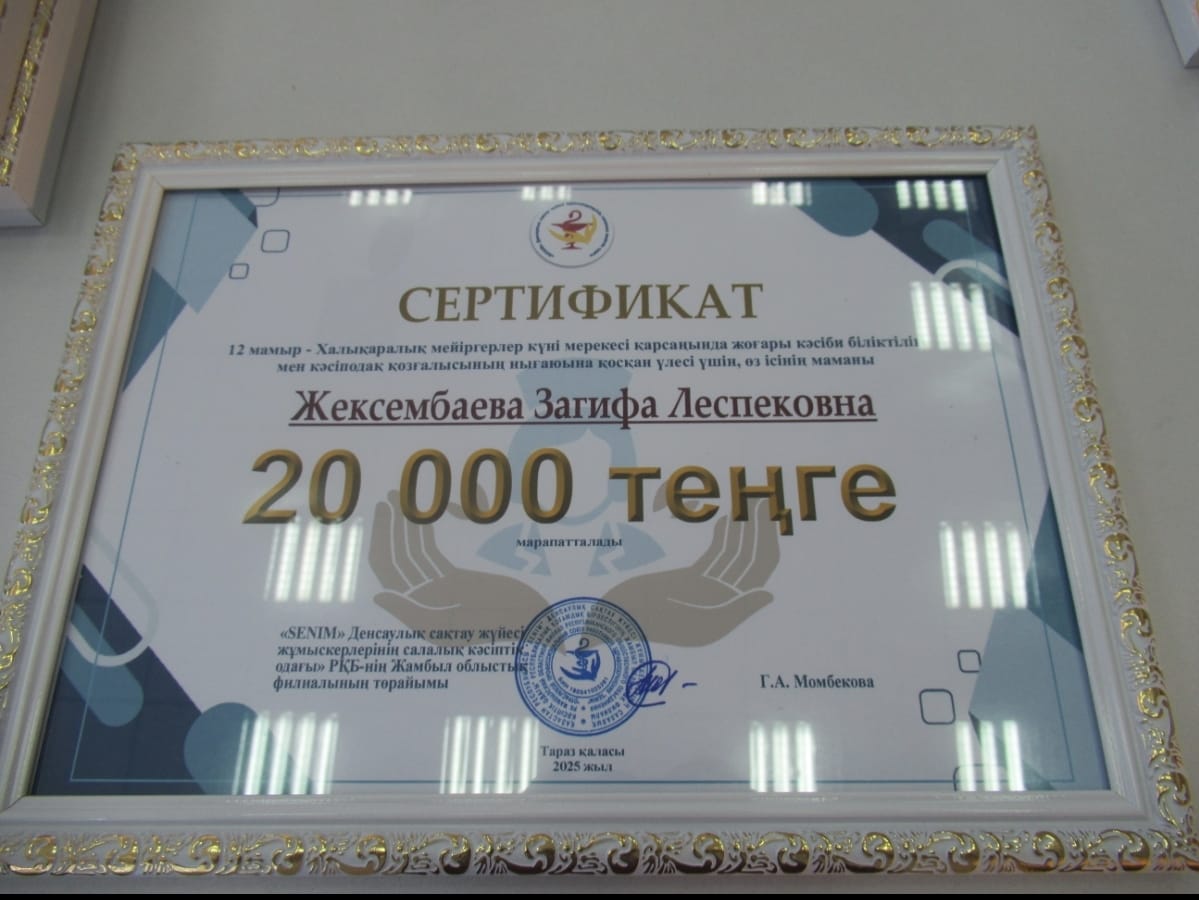 СЕРТИФИКАТ
12 мамыр - Халықаралық мейіргерлер күні мерекесі қарсаңында жоғары кәсіби біліктілі
мен кәсіподақ қозғалысының нығаюына қосқан үлесі үшін, өз ісінің маманы
Жексембаева Загифа Леспековна
20 000 теңге
марапатталады
«SENIM» Денсаулық сақтау жүйесі
жұмыскерлерінің салалық кәсіптік
одағы» РҚБ-нің Жамбыл облыстық
филиалының төрайымы
Г.А. Момбекова
Тараз қаласы
2025 жыл